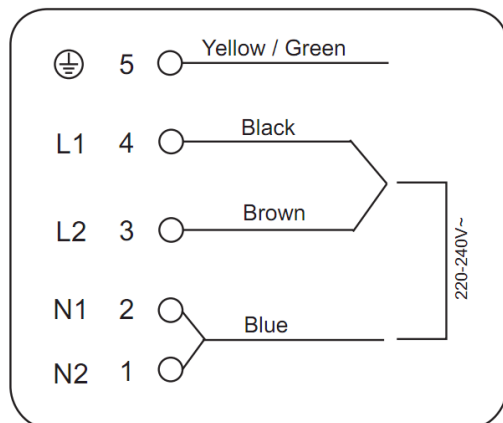 5 Yellow / Green
L1 4 Black
L2 3 Brown
220-240V~
N1 2
Blue
N2 1